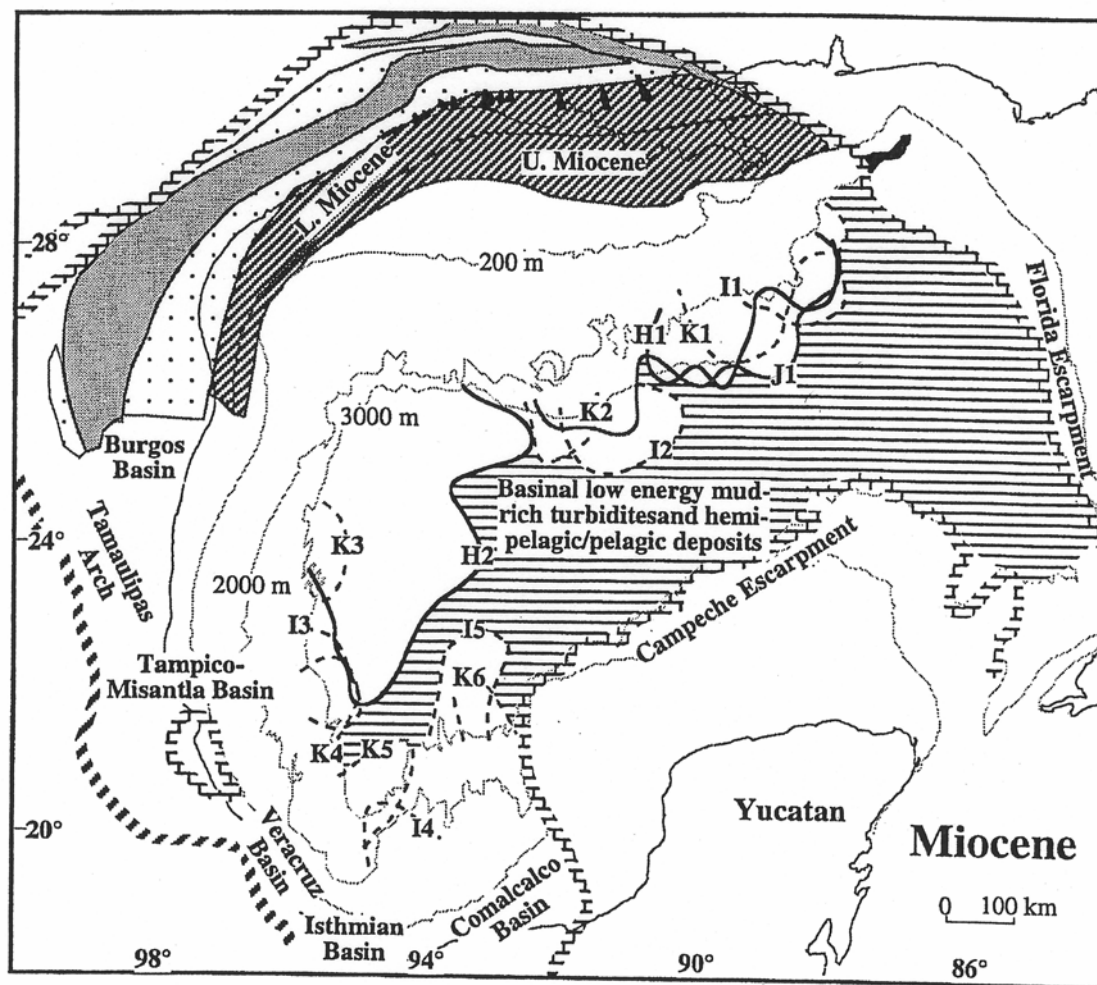 U. Miocene
L. Miocene
28°
200 m
Florida Escarpment
I1
H1
K1
J1
3000 m
K2
I2
Burgos
Basin
Basinal low energy mud-
rich turbiditesand hemi-
pelagic/pelagic deposits
24°
Tamaulipas
Arch
K3
H2
2000 m
Campeche Escarpment
I3
I5
Tampico-
Misantla Basin
K6
K4
K5
Yucatan
Miocene
20°
I4
Veracruz
Basin
0 100 km
Comalcalco
Basin
Isthmian
Basin
98°
94°
90°
86°